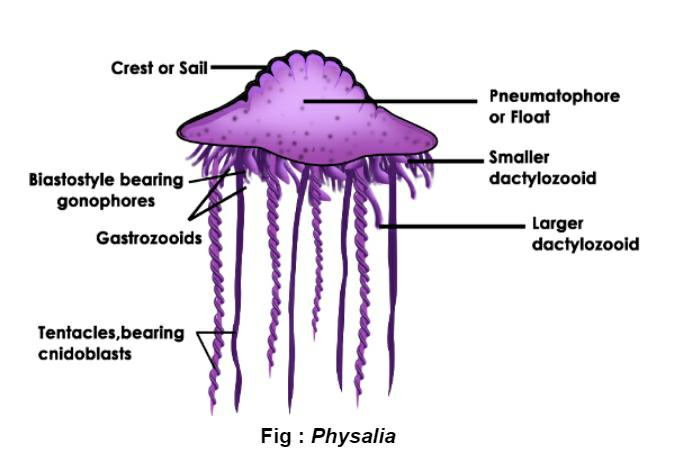 Crest or Sail
Pneumatophore
or Float
Smaller
dactylozooid
Biastostyle bearing
gonophores
Larger
dactylozooid
Gastrozooids
Tentacles,bearing
cnidoblasts
Fig : Physalia